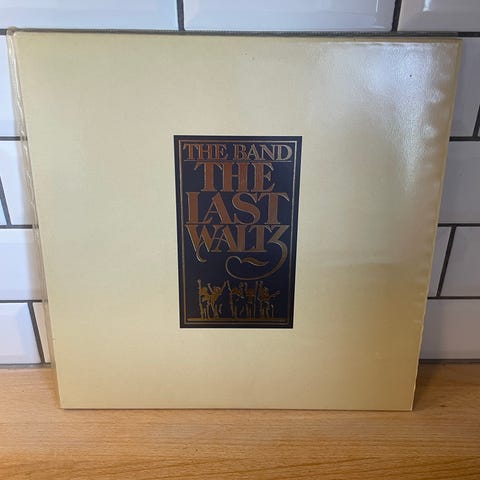 THE BAND
THE
LAST
WALTZ